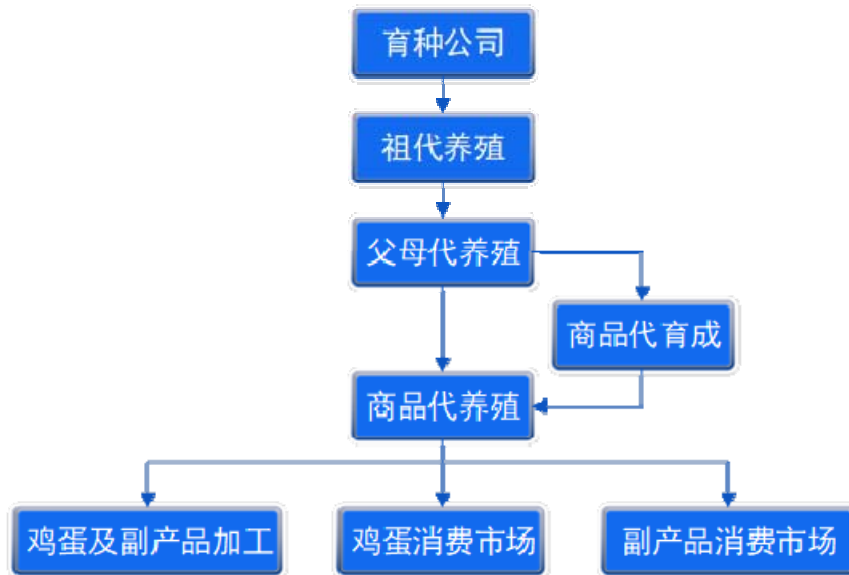 育种公司
祖代养殖
父母代养殖
商品代育成
商品代养殖
鸡蛋及副产品加工
鸡蛋消费市场
副产品消费市场